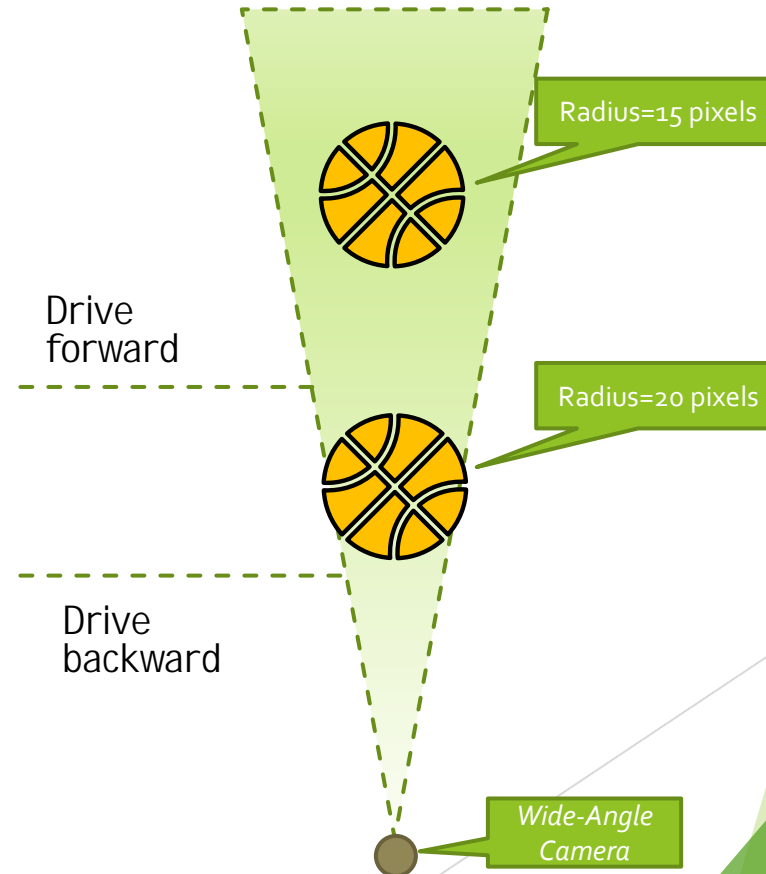 Radius=15 pixels
Drive
forward
Radius=20 pixels
Drive
backward
Wide-Angle
Camera